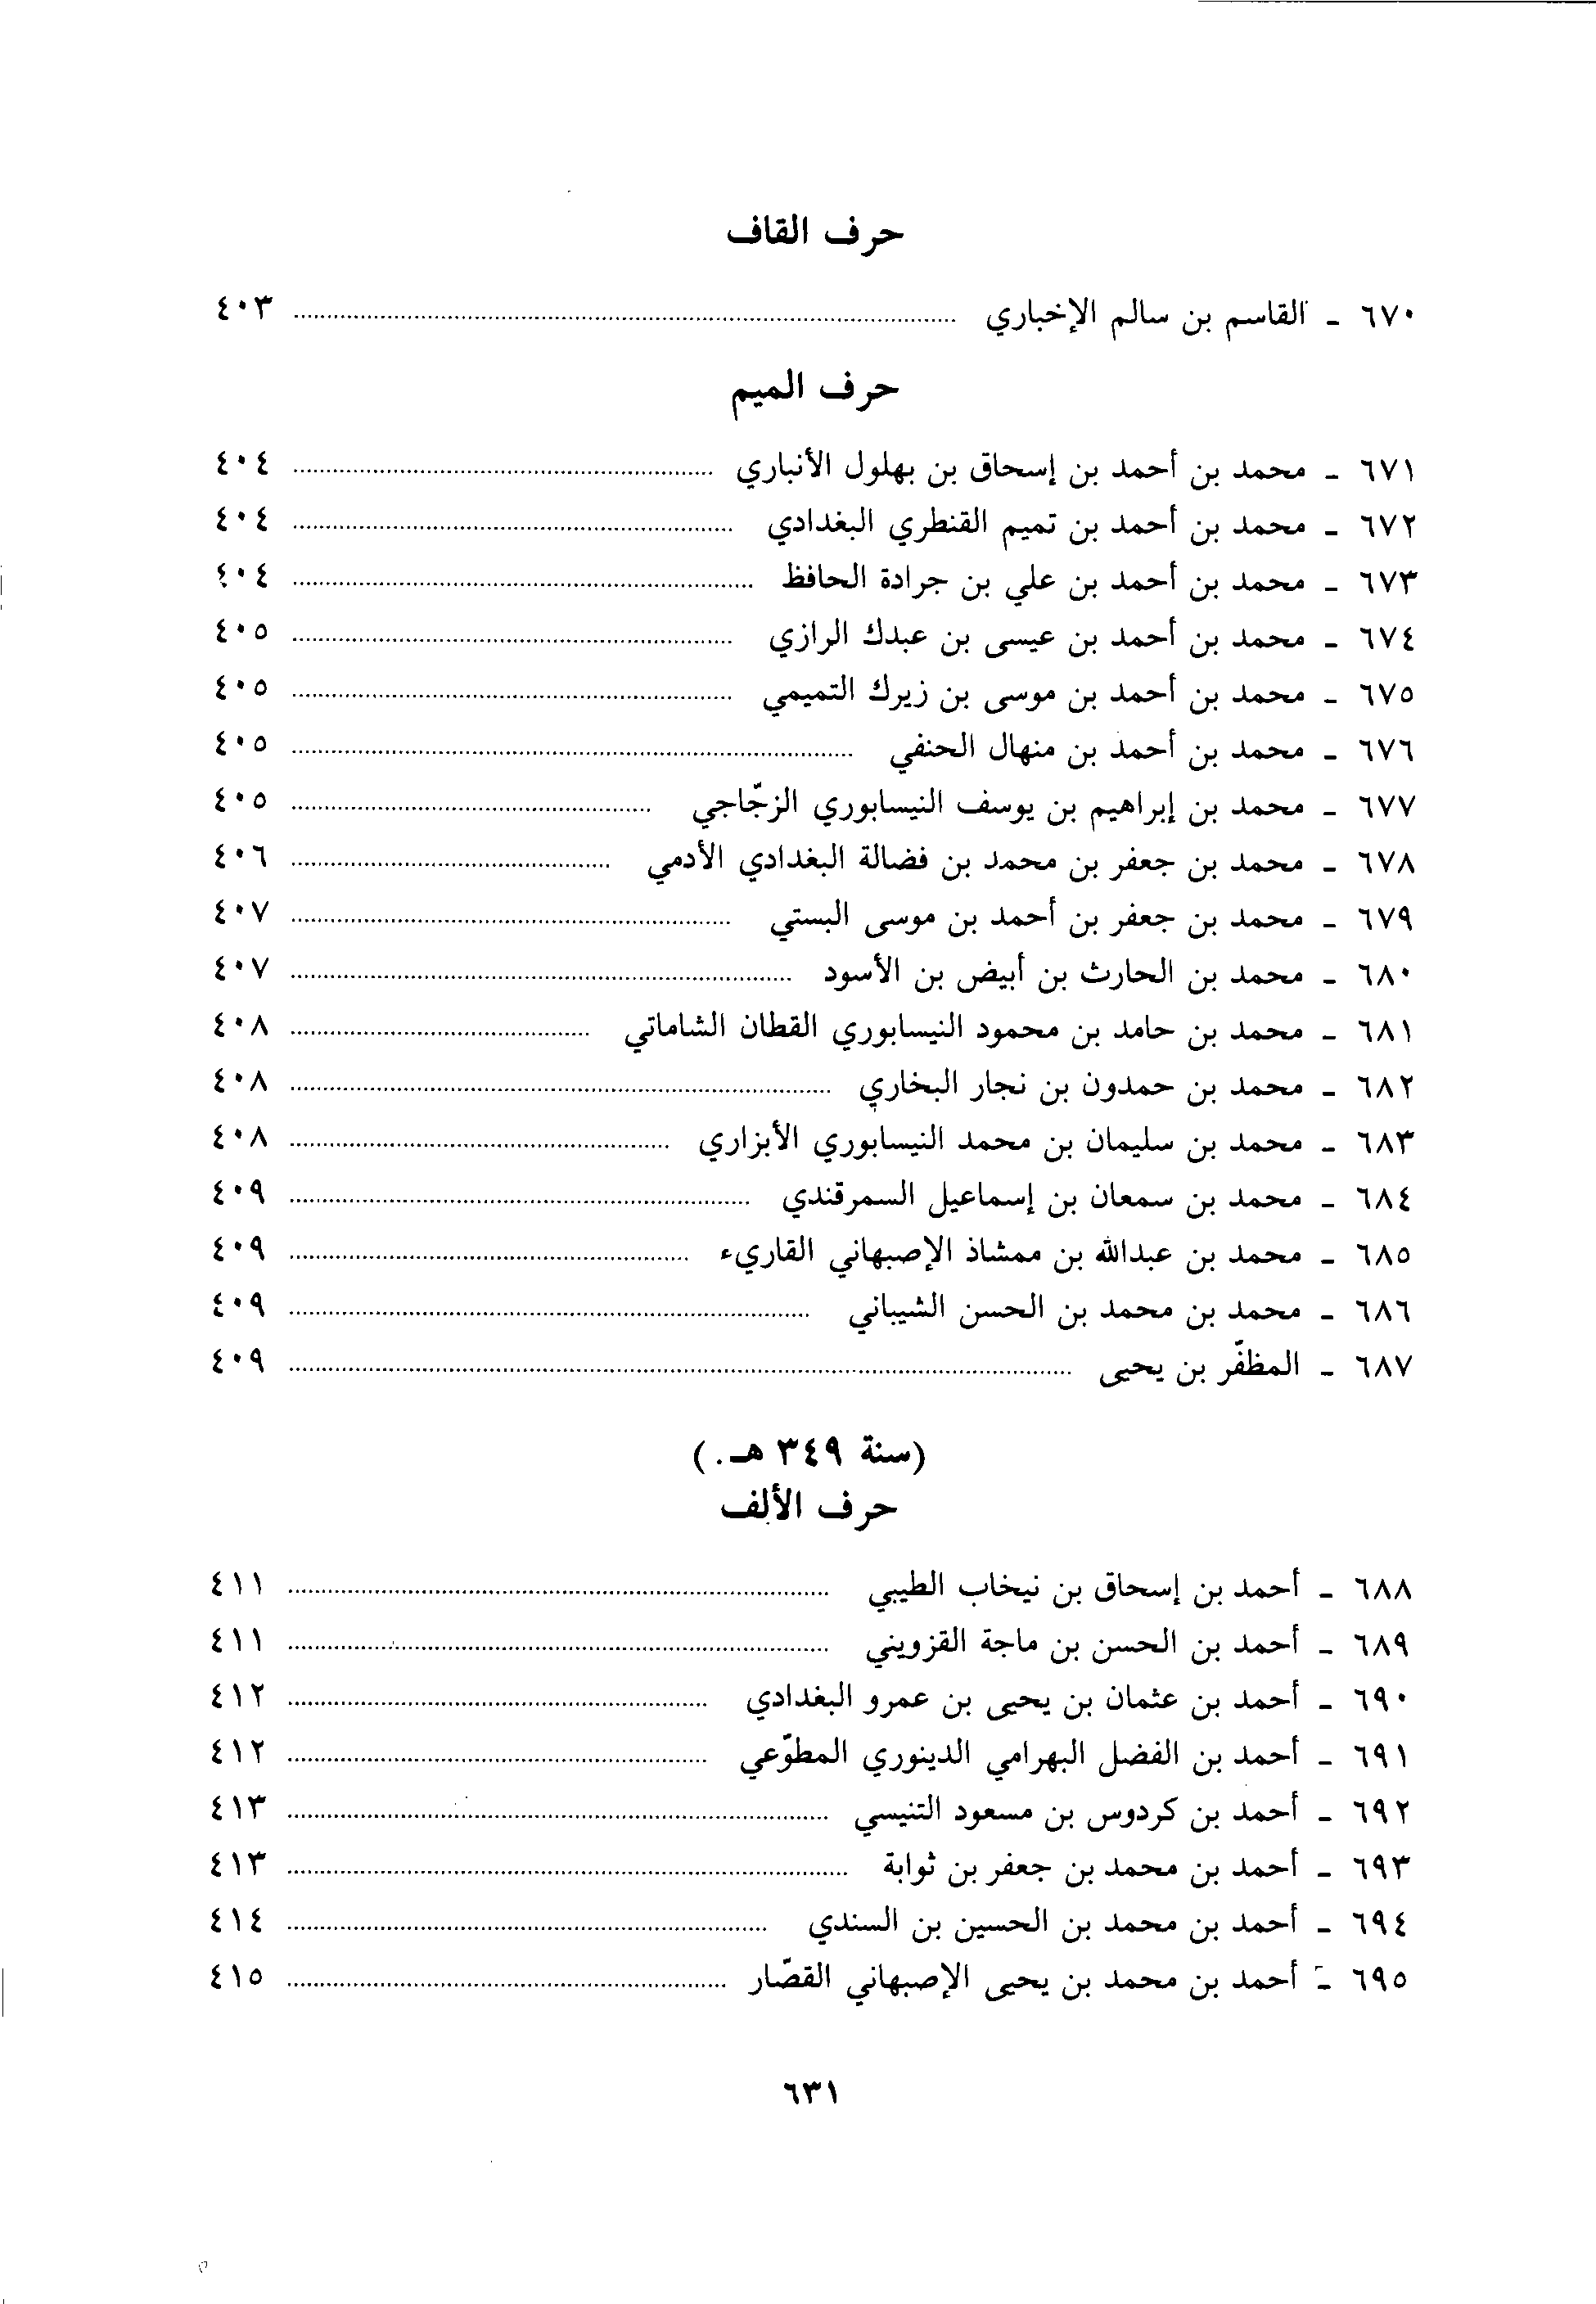 حرف القاف
٦٧٠ - القاسم بن سالم الإخباري ........ ٤٠٣
حرف الميم
٦٧١ - محمد بن أحمد بن إسحاق بن بهلول الأنباري ........ ٤٠٤
٦٧٢ - محمد بن أحمد بن تميم القنطري البغدادي ........ ٤٠٤
٦٧٣ - محمد بن أحمد بن علي بن جرادة الحافظ ........ ٤٠٤
٦٧٤ - محمد بن أحمد بن عيسى بن عبدك الرازي ........ ٤٠٥
٦٧٥ - محمد بن أحمد بن موسى بن زيرك التميمي ........ ٤٠٥
٦٧٦ - محمد بن أحمد بن منهال الحنفي ........ ٤٠٥
٦٧٧ - محمد بن إبراهيم بن يوسف النيسابوري الزجّاجي ........ ٤٠٥
٦٧٨ - محمد بن جعفر بن محمد بن فضالة البغدادي الأدمي ........ ٤٠٦
٦٧٩ - محمد بن جعفر بن أحمد بن موسى البستي ........ ٤٠٧
٦٨٠ - محمد بن الحارث بن أبيض بن الأسود ........ ٤٠٧
٦٨١ - محمد بن حامد بن محمود النيسابوري القطان الشاماتي ........ ٤٠٨
٦٨٢ - محمد بن حمدون بن نجار البخاري ........ ٤٠٨
٦٨٣ - محمد بن سليمان بن محمد النيسابوري الأبزاري ........ ٤٠٨
٦٨٤ - محمد بن سمعان بن إسماعيل السمرقندي ........ ٤٠٩
٦٨٥ - محمد بن عبدالله بن ممشاذ الإصبهاني القاريء ........ ٤٠٩
٦٨٦ - محمد بن محمد بن الحسن الشيباني ........ ٤٠٩
٦٨٧ - المظفّر بن يحيى ........ ٤٠٩
(سنة ٣٤٩ هـ.)
حرف الألف
٦٨٨ - أحمد بن إسحاق بن نيخاب الطيبي ........ ٤١١
٦٨٩ - أحمد بن الحسن بن ماجة القزويني ........ ٤١١
٦٩٠ - أحمد بن عثمان بن يحيى بن عمرو البغدادي ........ ٤١٢
٦٩١ - أحمد بن الفضل البهرامي الدينوري المطوّعي ........ ٤١٢
٦٩٢ - أحمد بن كردوس بن مسعود التنيسي ........ ٤١٣
٦٩٣ - أحمد بن محمد بن جعفر بن ثوابة ........ ٤١٣
٦٩٤ - أحمد بن محمد بن الحسين بن السندي ........ ٤١٤
٦٩٥ - أحمد بن محمد بن يحيى الإصبهاني القصّار ........ ٤١٥
٦٣١